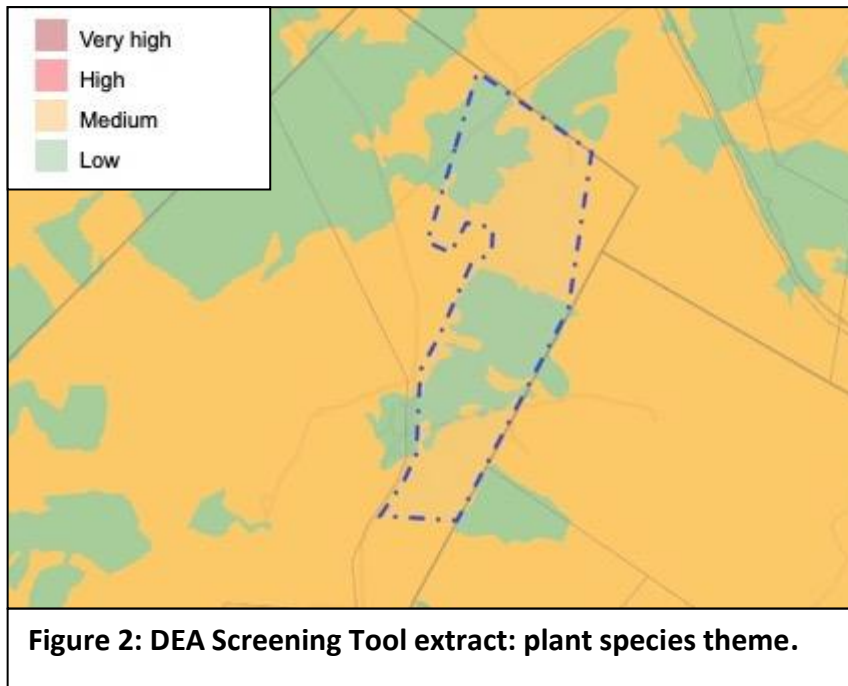 Very high
High
Medium
Low
Figure 2: DEA Screening Tool extract: plant species theme.